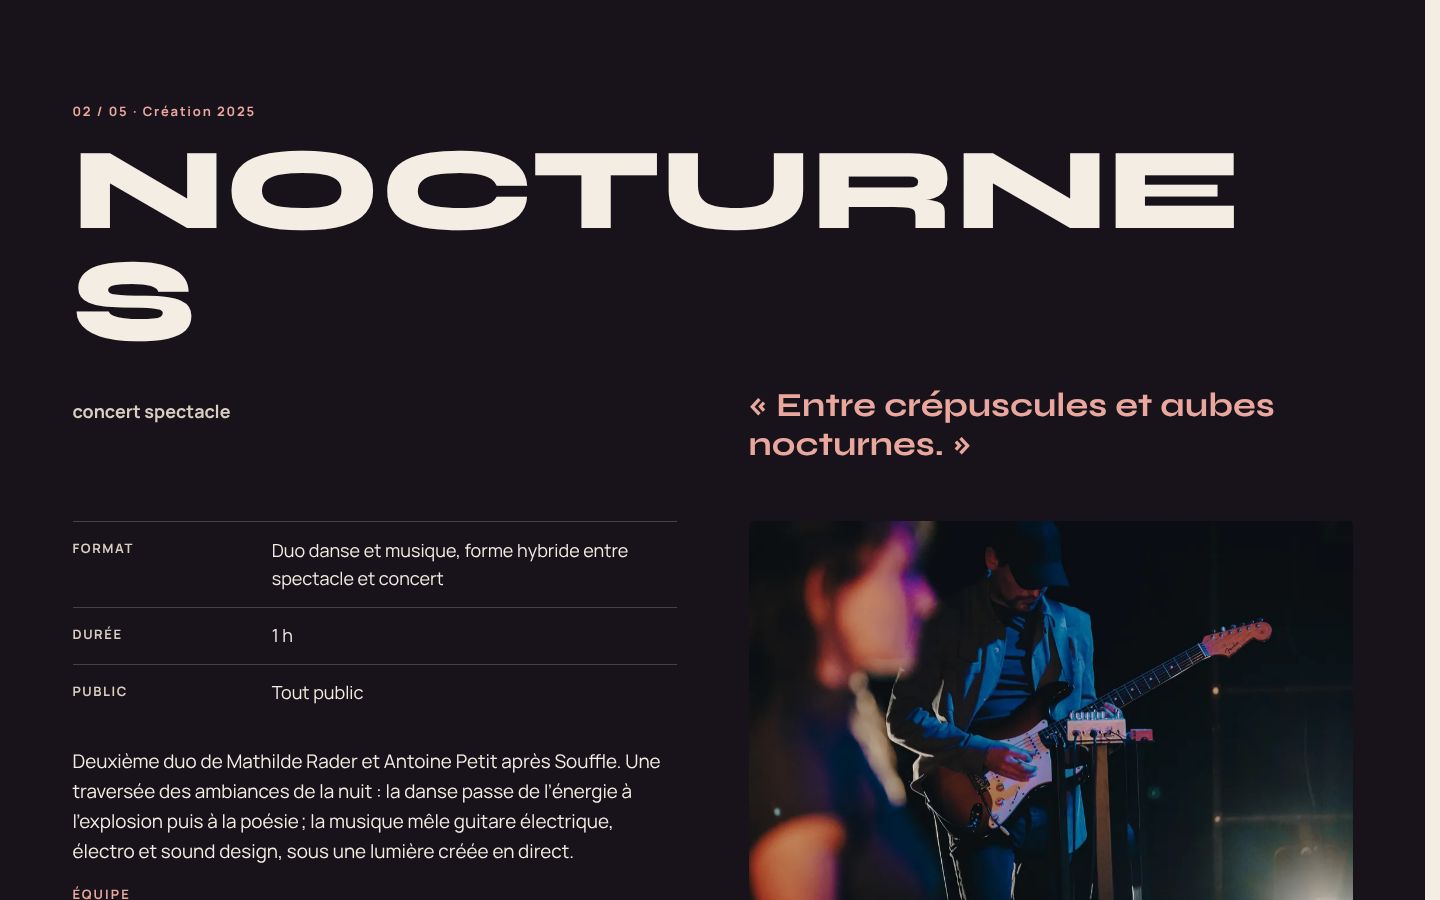 02 / 05 · Création 2025
NOCTURNE
S
concert spectacle
« Entre crépuscules et aubes
nocturnes. »
FORMAT
Duo danse et musique, forme hybride entre
spectacle et concert
DURÉE
1 h
PUBLIC
Tout public
Deuxième duo de Mathilde Rader et Antoine Petit après Souffle. Une
traversée des ambiances de la nuit : la danse passe de l’énergie à
l’explosion puis à la poésie ; la musique mêle guitare électrique,
électro et sound design, sous une lumière créée en direct.
ÉQUIPE